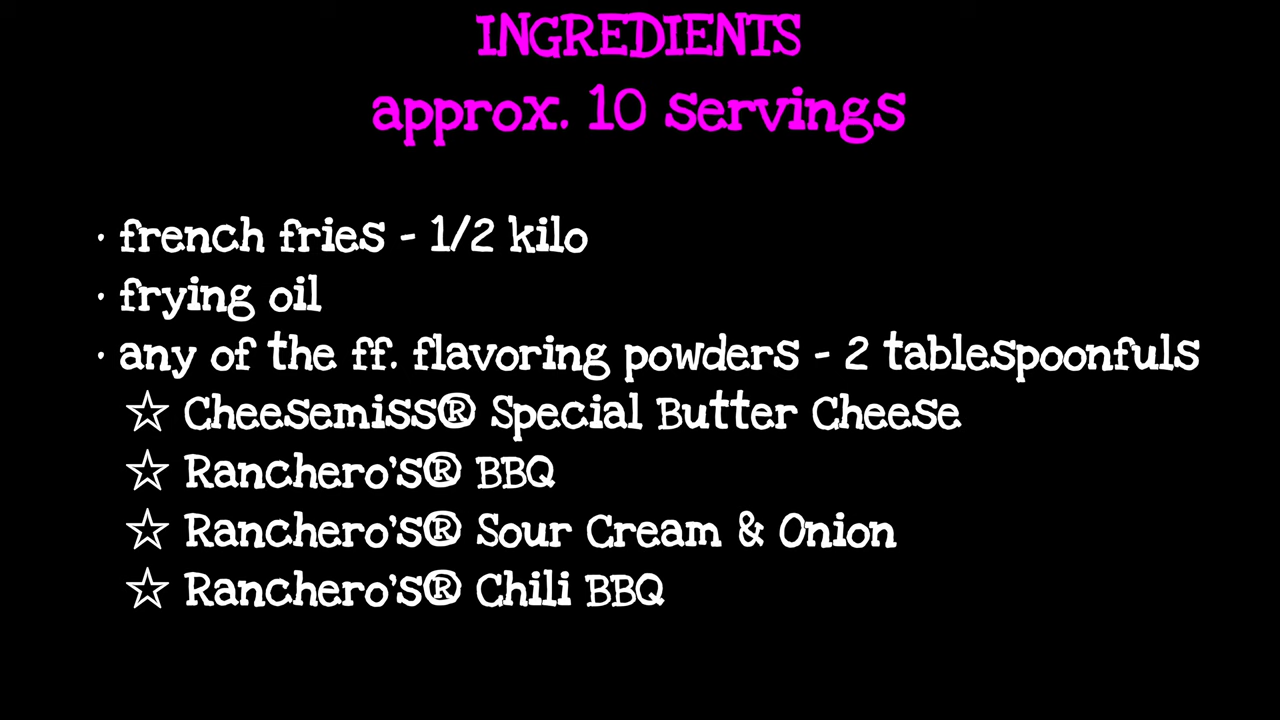 INGREDIENTS
approx. 10 servings
· french fries - 1/2 kilo
· frying oil
· any of the ff. flavoring powders - 2 tablespoonfuls
☆ Cheesemiss® Special Butter Cheese
☆ Ranchero's® BBQ
☆ Ranchero's® Sour Cream & Onion
☆ Ranchero's® Chili BBQ